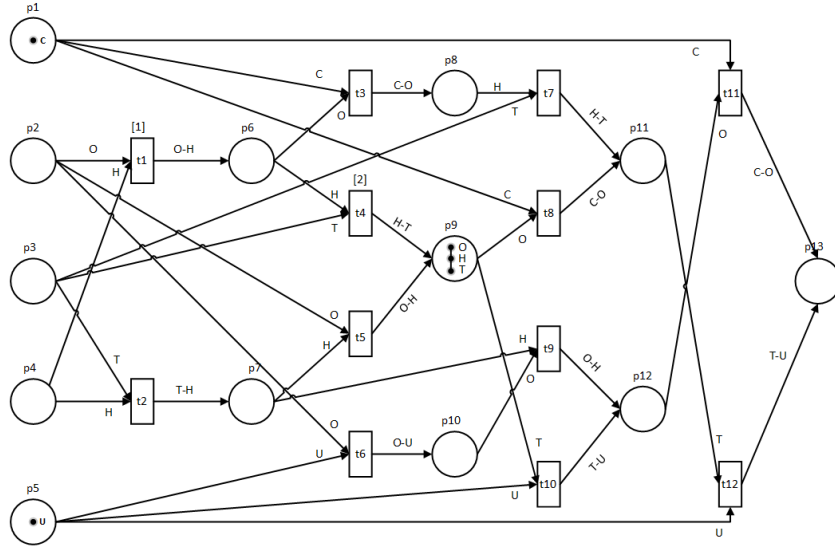 p1
C
C
C
t11
p8
t3
C-O
H
t7
T
O
O
H-T
p11
p2
[1]
p6
O
t1
O-H
H
C-O
[2]
H
t4
T
H-T
p9
O
H
T
C
t8
O
C-O
p3
p13
O
t5
H
O-H
T
p4
p7
H
t9
O
O-H
T-U
p12
H
t2
T-H
O
t6
U
O-U
p10
T
t10
U
T-U
T
t12
U
p5
U